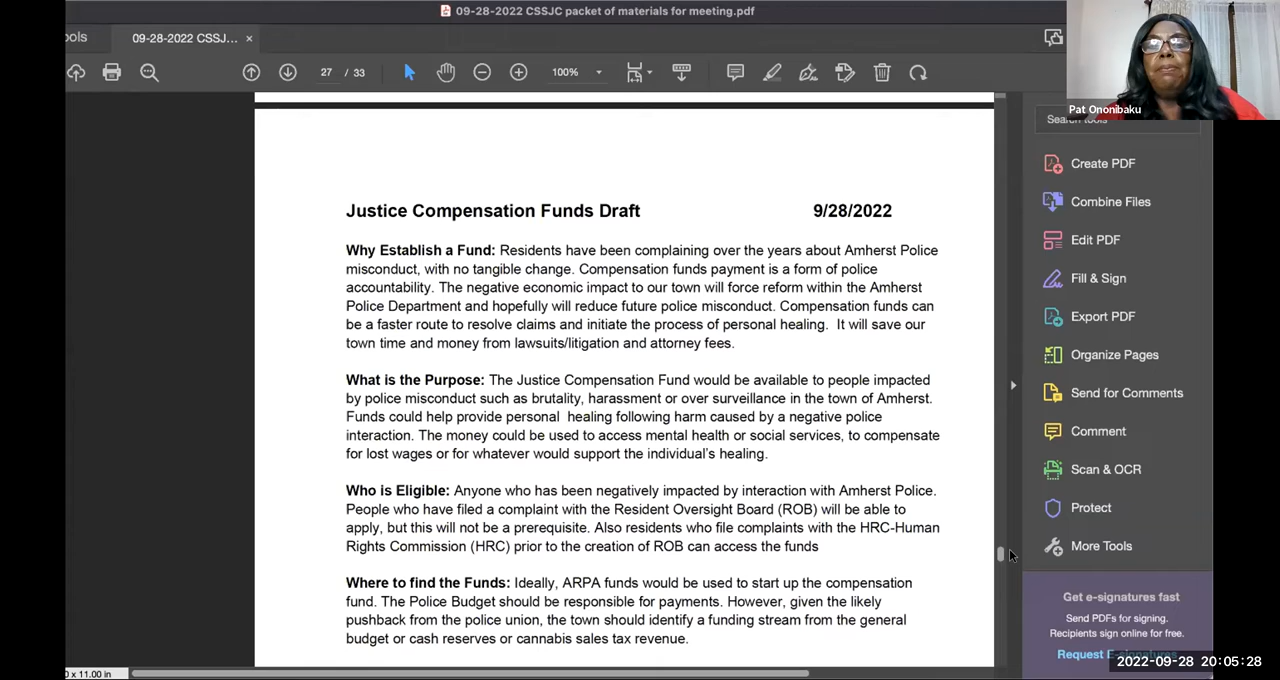 09-28-2022 CSSJC packet of materials for meeting.pdf
ools
09-28-2022 CSSJ... ×
27 / 33
100%
Pat Ononibaku
Search tools
Justice Compensation Funds Draft 9/28/2022
Why Establish a Fund: Residents have been complaining over the years about Amherst Police
misconduct, with no tangible change. Compensation funds payment is a form of police
accountability. The negative economic impact to our town will force reform within the Amherst
Police Department and hopefully will reduce future police misconduct. Compensation funds can
be a faster route to resolve claims and initiate the process of personal healing. It will save our
town time and money from lawsuits/litigation and attorney fees.
What is the Purpose: The Justice Compensation Fund would be available to people impacted
by police misconduct such as brutality, harassment or over surveillance in the town of Amherst.
Funds could help provide personal healing following harm caused by a negative police
interaction. The money could be used to access mental health or social services, to compensate
for lost wages or for whatever would support the individual's healing.
Who is Eligible: Anyone who has been negatively impacted by interaction with Amherst Police.
People who have filed a complaint with the Resident Oversight Board (ROB) will be able to
apply, but this will not be a prerequisite. Also residents who file complaints with the HRC-Human
Rights Commission (HRC) prior to the creation of ROB can access the funds
Where to find the Funds: Ideally, ARPA funds would be used to start up the compensation
fund. The Police Budget should be responsible for payments. However, given the likely
pushback from the police union, the town should identify a funding stream from the general
budget or cash reserves or cannabis sales tax revenue.
Create PDF
Combine Files
Edit PDF
Fill & Sign
Export PDF
Organize Pages
Send for Comments
Comment
Scan & OCR
Protect
More Tools
Get e-signatures fast
Send PDFs for signing.
Recipients sign online for free.
Request
x 11.00 in
2022-09-28 20:05:28